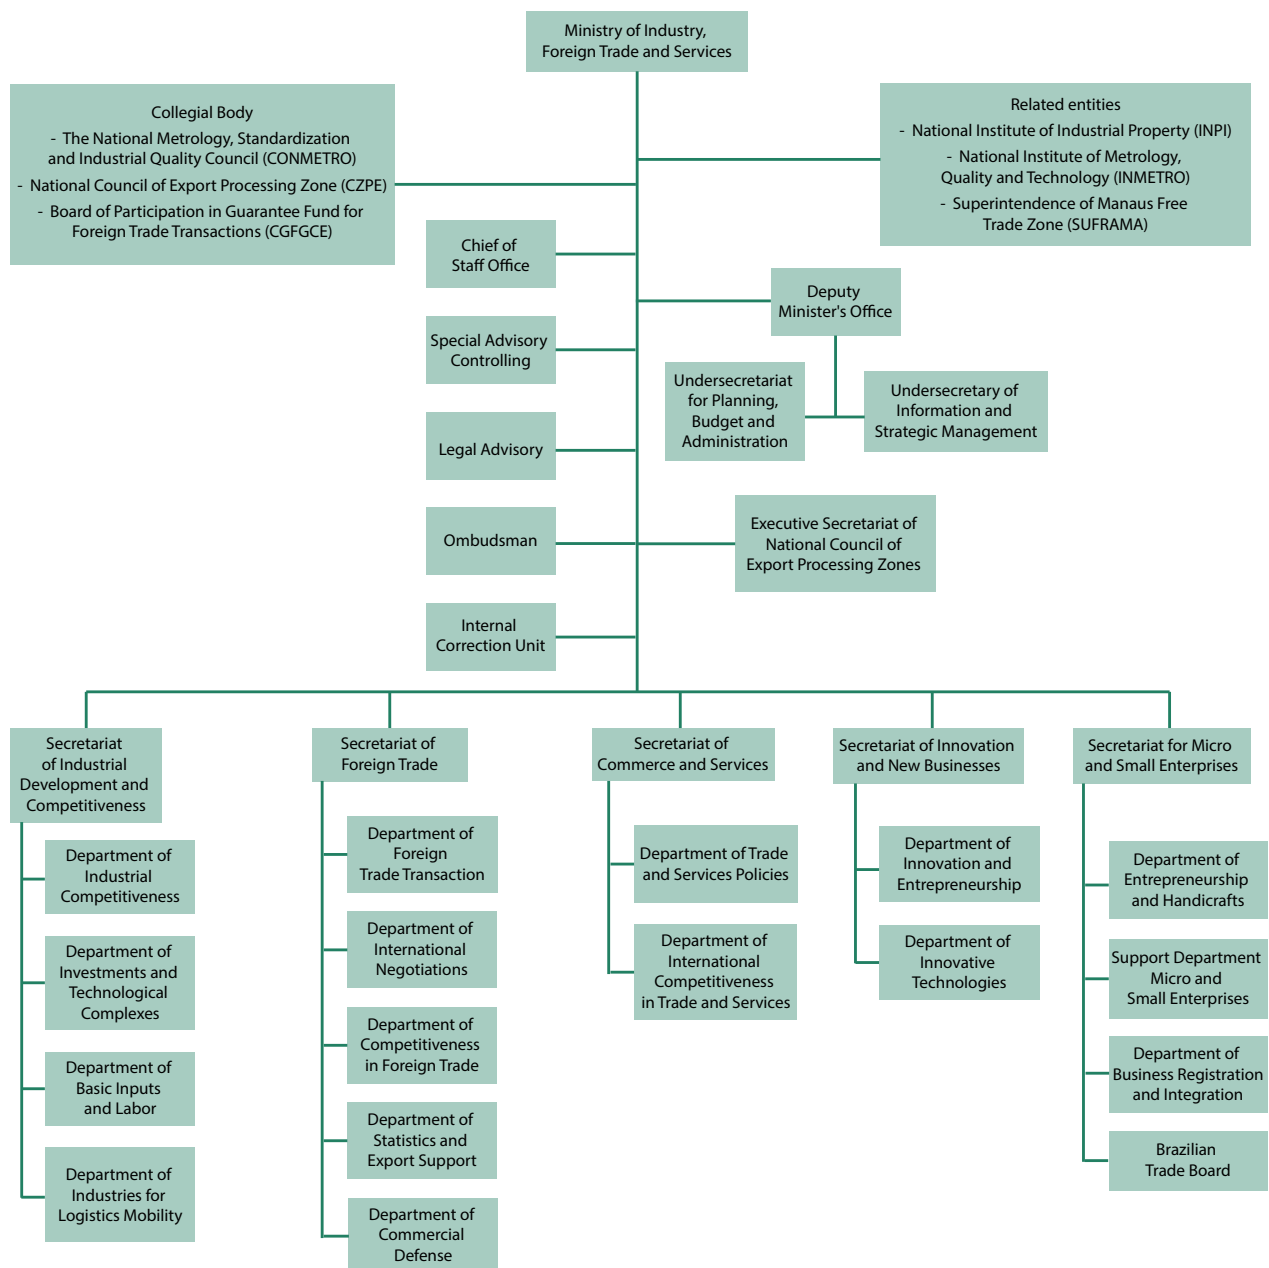 Ministry of Industry,
Foreign Trade and Services
Collegial Body
- The National Metrology, Standardization
and Industrial Quality Council (CONMETRO)
- National Council of Export Processing Zone (CZPE)
- Board of Participation in Guarantee Fund for
Foreign Trade Transactions (CGFGCE)
Related entities
- National Institute of Industrial Property (INPI)
- National Institute of Metrology,
Quality and Technology (INMETRO)
- Superintendence of Manaus Free
Trade Zone (SUFRAMA)
Chief of
Staff Office
Deputy
Minister's Office
Special Advisory
Controlling
Undersecretariat
for Planning,
Budget and
Administration
Undersecretary of
Information and
Strategic Management
Legal Advisory
Ombudsman
Executive Secretariat of
National Council of
Export Processing Zones
Internal
Correction Unit
Secretariat
of Industrial
Development and
Competitiveness
Department of
Industrial
Competitiveness
Department of
Investments and
Technological
Complexes
Department of
Basic Inputs
and Labor
Department of
Industries for
Logistics Mobility
Secretariat of
Foreign Trade
Department of
Foreign
Trade Transaction
Department of
International
Negotiations
Department of
Competitiveness
in Foreign Trade
Department of
Statistics and
Export Support
Department of
Commercial
Defense
Secretariat of
Commerce and Services
Department of Trade
and Services Policies
Department of
International
Competitiveness
in Trade and Services
Secretariat of Innovation
and New Businesses
Department of
Innovation and
Entrepreneurship
Department of
Innovative
Technologies
Secretariat for Micro
and Small Enterprises
Department of
Entrepreneurship
and Handicrafts
Support Department
Micro and
Small Enterprises
Department of
Business Registration
and Integration
Brazilian
Trade Board